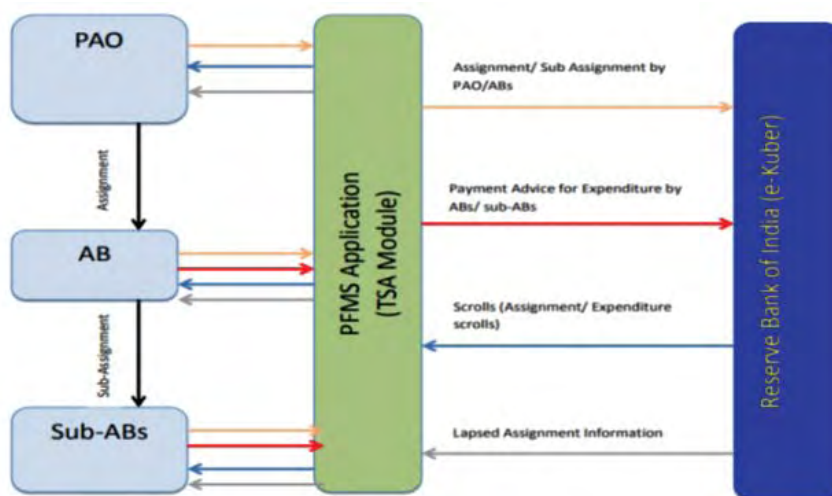 PAO
Assignment
AB
Sub-Assignment
Sub-ABs
PFMS Application
(TSA Module)
Assignment/ Sub Assignment by
PAO/ABs
Payment Advice for Expenditure by
ABs/ sub-ABs
Scrolls (Assignment/ Expenditure
scrolls)
Lapsed Assignment Information
Reserve Bank of India (e-Kuber)